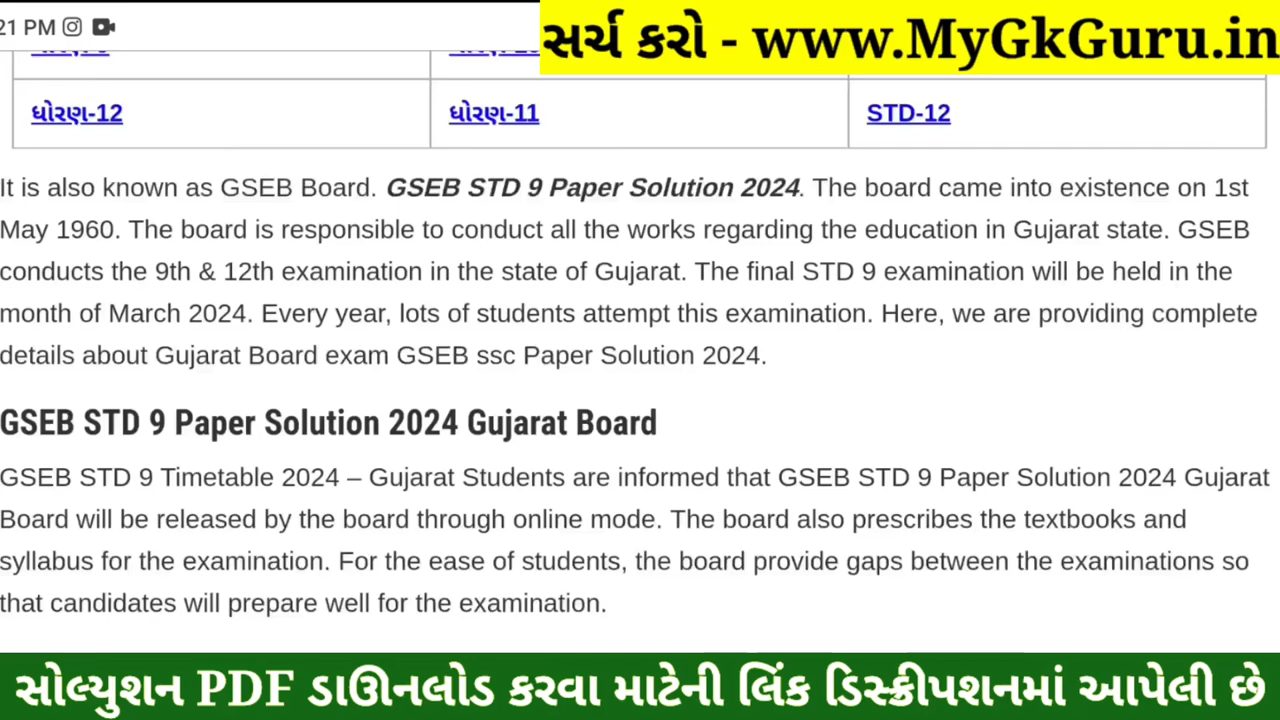 21 PM
સર્ચ કરો - www.MyGkGuru.in
ધોરણ-12 ધોરણ-11 STD-12
It is also known as GSEB Board. GSEB STD 9 Paper Solution 2024. The board came into existence on 1st
May 1960. The board is responsible to conduct all the works regarding the education in Gujarat state. GSEB
conducts the 9th & 12th examination in the state of Gujarat. The final STD 9 examination will be held in the
month of March 2024. Every year, lots of students attempt this examination. Here, we are providing complete
details about Gujarat Board exam GSEB ssc Paper Solution 2024.
GSEB STD 9 Paper Solution 2024 Gujarat Board
GSEB STD 9 Timetable 2024 – Gujarat Students are informed that GSEB STD 9 Paper Solution 2024 Gujarat
Board will be released by the board through online mode. The board also prescribes the textbooks and
syllabus for the examination. For the ease of students, the board provide gaps between the examinations so
that candidates will prepare well for the examination.
સોલ્યુશન PDF ડાઊનલોડ કરવા માટેની લિંક ડિસ્ક્રીપશનમાં આપેલી છે